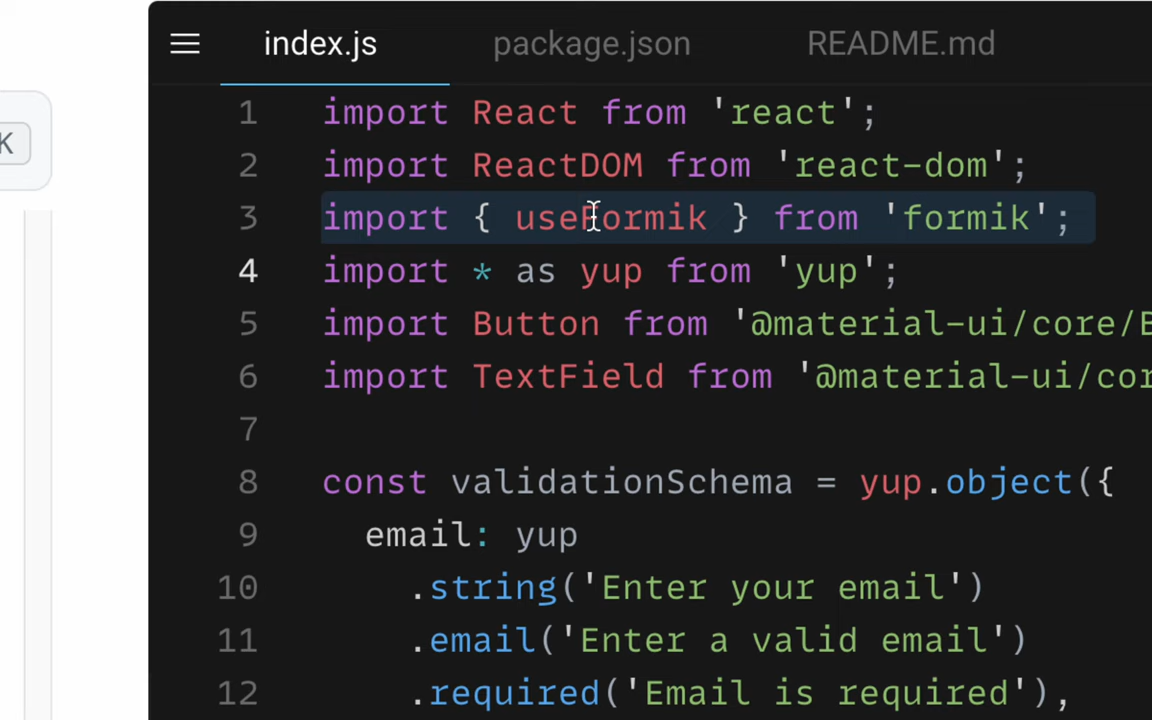 index.js package.json README.md
K
1 import React from 'react';
2 import ReactDOM from 'react-dom';
3 import { useFormik } from 'formik';
4 import * as yup from 'yup';
5 import Button from '@material-ui/core/B
6 import TextField from '@material-ui/cor
7
8 const validationSchema = yup.object({
9 email: yup
10 .string('Enter your email')
11 .email('Enter a valid email')
12 .required('Email is required'),